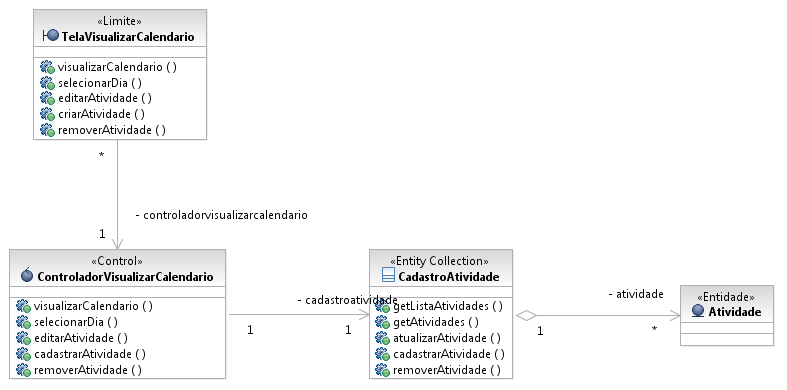 «Limite»
TelaVisualizarCalendario
visualizarCalendario ( )
selecionarDia ( )
editarAtividade ( )
criarAtividade ( )
removerAtividade ( )
*
- controladorvisualizarcalendario
1
«Control»
ControladorVisualizarCalendario
visualizarCalendario ( )
selecionarDia ( )
editarAtividade ( )
cadastrarAtividade ( )
removerAtividade ( )
- cadastroatividade
1
1
«Entity Collection»
CadastroAtividade
getListaAtividades ( )
getAtividades ( )
atualizarAtividade ( )
cadastrarAtividade ( )
removerAtividade ( )
- atividade
1
*
«Entidade»
Atividade